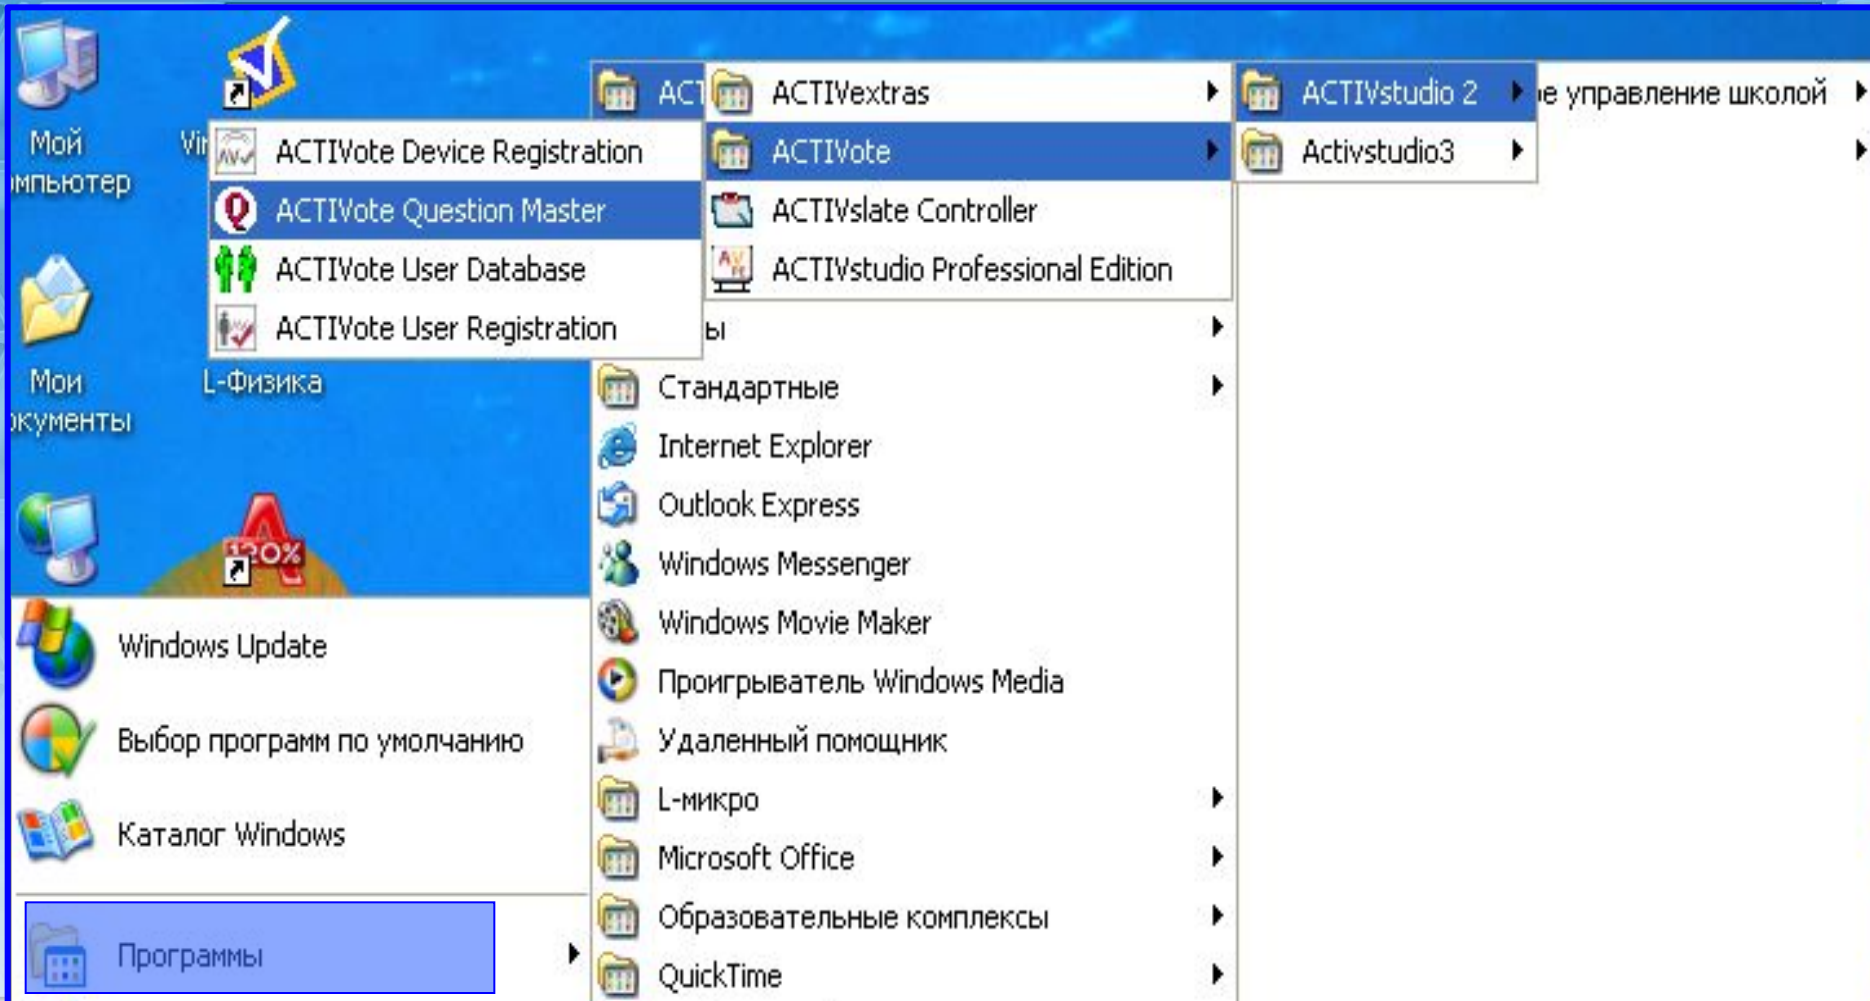 Мой
Vir
ACTIVote Device Registration
ACTIVote Question Master
ACTIVote User Database
ACTIVote User Registration
Мои
L-Физика
120%
Windows Update
Выбор программ по умолчанию
Каталог Windows
Программы
ACT
ACTIVextras
ACTIVote
ACTIVslate Controller
ACTIVstudio Professional Edition
ACTIVstudio 2
Activstudio3
управление школой
Стандартные
Internet Explorer
Outlook Express
Windows Messenger
Windows Movie Maker
Проигрыватель Windows Media
Удаленный помощник
L-микро
Microsoft Office
Образовательные комплексы
QuickTime